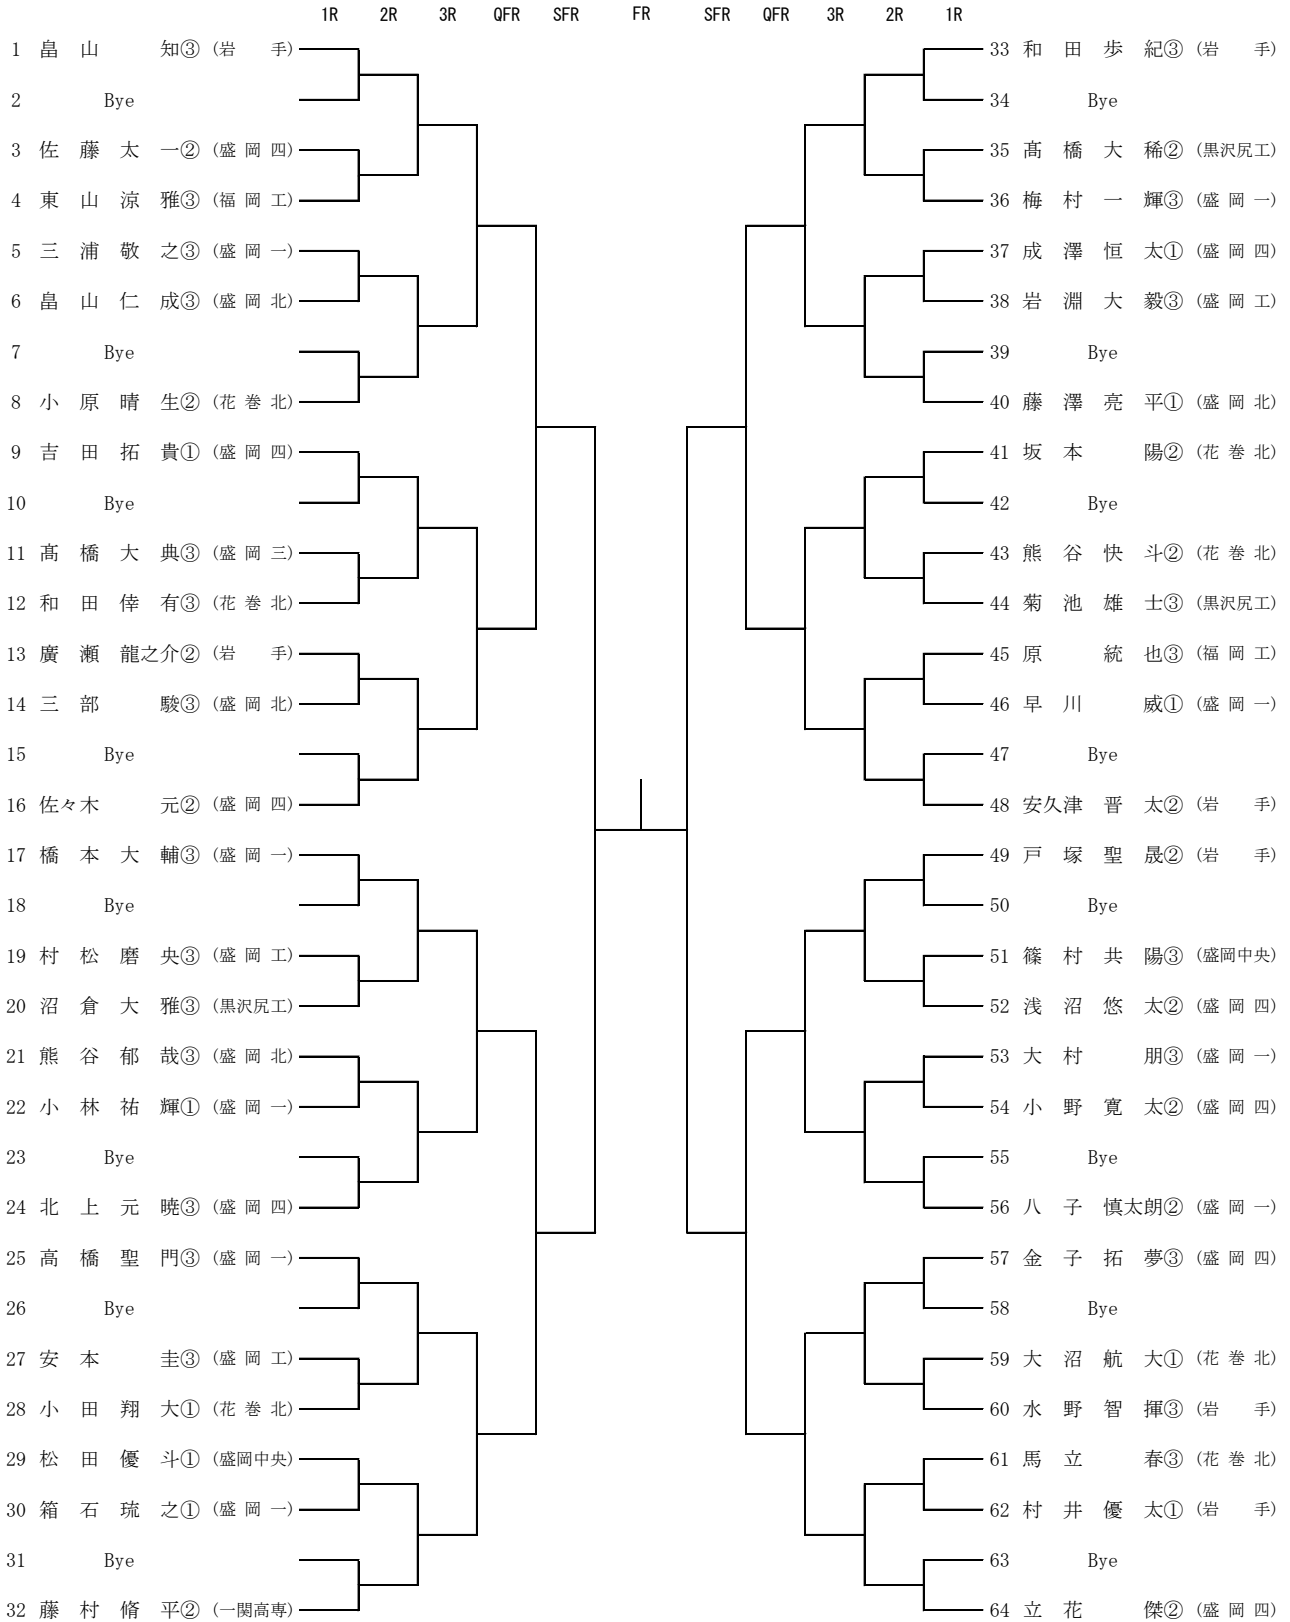 1R 2R 3R QFR SFR FR SFR QFR 3R 2R 1R
1 畠 山 知③ (岩 手)
2 Bye
3 佐 藤 太 一② (盛 岡 四)
4 東 山 涼 雅③ (福 岡 工)
5 三 浦 敬 之③ (盛 岡 一)
6 畠 山 仁 成③ (盛 岡 北)
7 Bye
8 小 原 晴 生② (花 巻 北)
9 吉 田 拓 貴① (盛 岡 四)
10 Bye
11 髙 橋 大 典③ (盛 岡 三)
12 和 田 倖 有③ (花 巻 北)
13 廣 瀬 龍之介② (岩 手)
14 三 部 駿③ (盛 岡 北)
15 Bye
16 佐々木 元② (盛 岡 四)
17 橋 本 大 輔③ (盛 岡 一)
18 Bye
19 村 松 磨 央③ (盛 岡 工)
20 沼 倉 大 雅③ (黒沢尻工)
21 熊 谷 郁 哉③ (盛 岡 北)
22 小 林 祐 輝① (盛 岡 一)
23 Bye
24 北 上 元 暁③ (盛 岡 四)
25 高 橋 聖 門③ (盛 岡 一)
26 Bye
27 安 本 圭③ (盛 岡 工)
28 小 田 翔 大① (花 巻 北)
29 松 田 優 斗① (盛岡中央)
30 箱 石 琉 之① (盛 岡 一)
31 Bye
32 藤 村 脩 平② (一関高専)
33 和 田 歩 紀③ (岩 手)
34 Bye
35 髙 橋 大 稀② (黒沢尻工)
36 梅 村 一 輝③ (盛 岡 一)
37 成 澤 恒 太① (盛 岡 四)
38 岩 淵 大 毅③ (盛 岡 工)
39 Bye
40 藤 澤 亮 平① (盛 岡 北)
41 坂 本 陽② (花 巻 北)
42 Bye
43 熊 谷 快 斗② (花 巻 北)
44 菊 池 雄 士③ (黒沢尻工)
45 原 統 也③ (福 岡 工)
46 早 川 威① (盛 岡 一)
47 Bye
48 安久津 晋 太② (岩 手)
49 戸 塚 聖 晟② (岩 手)
50 Bye
51 篠 村 共 陽③ (盛岡中央)
52 浅 沼 悠 太② (盛 岡 四)
53 大 村 朋③ (盛 岡 一)
54 小 野 寛 太② (盛 岡 四)
55 Bye
56 八 子 慎太朗② (盛 岡 一)
57 金 子 拓 夢③ (盛 岡 四)
58 Bye
59 大 沼 航 大① (花 巻 北)
60 水 野 智 揮③ (岩 手)
61 馬 立 春③ (花 巻 北)
62 村 井 優 太① (岩 手)
63 Bye
64 立 花 傑② (盛 岡 四)